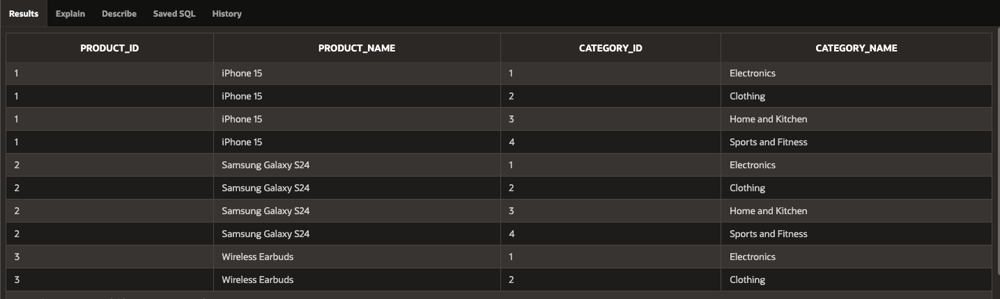 Results Explain Describe Saved SQL History
PRODUCT_ID PRODUCT_NAME CATEGORY_ID CATEGORY_NAME
1 iPhone 15 1 Electronics
1 iPhone 15 2 Clothing
1 iPhone 15 3 Home and Kitchen
1 iPhone 15 4 Sports and Fitness
2 Samsung Galaxy S24 1 Electronics
2 Samsung Galaxy S24 2 Clothing
2 Samsung Galaxy S24 3 Home and Kitchen
2 Samsung Galaxy S24 4 Sports and Fitness
3 Wireless Earbuds 1 Electronics
3 Wireless Earbuds 2 Clothing